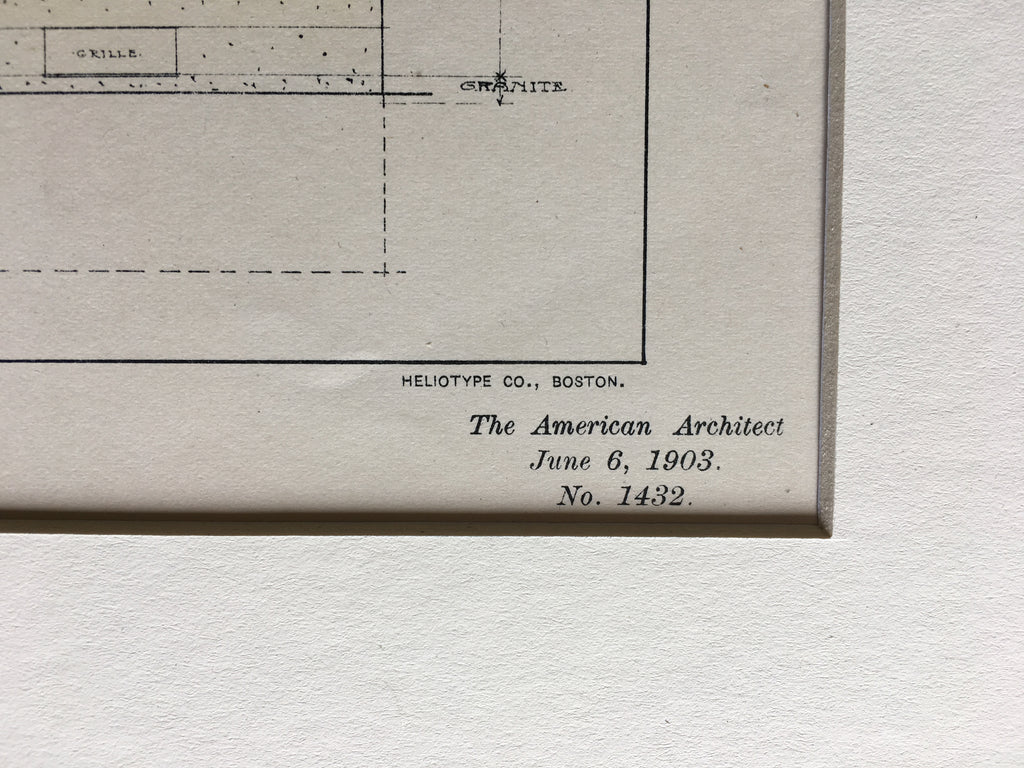 GRILLE
GRANITE
HELIOTYPE CO., BOSTON.
The American Architect
June 6, 1903.
No. 1432.